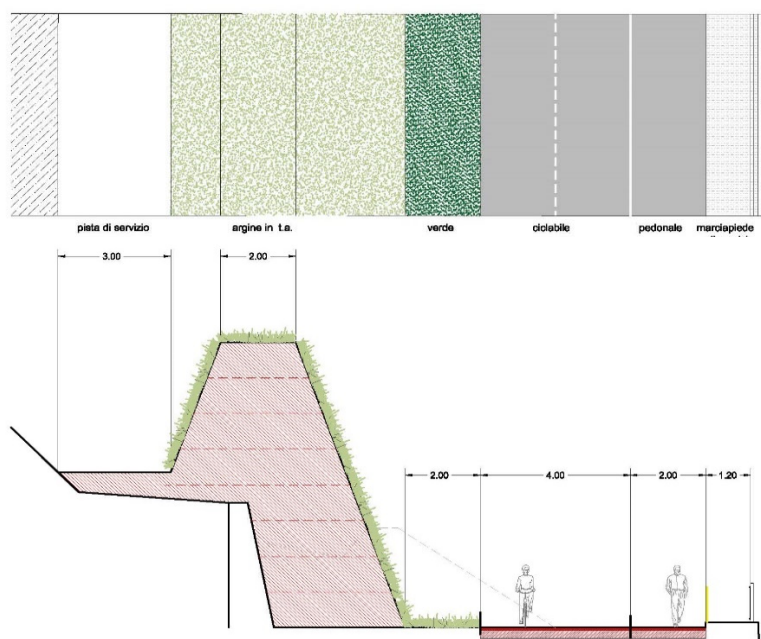 pista di servizio argine in t.a. verde ciclabile pedonale marciapiede
3.00 2.00
2.00 4.00 2.00 1.20